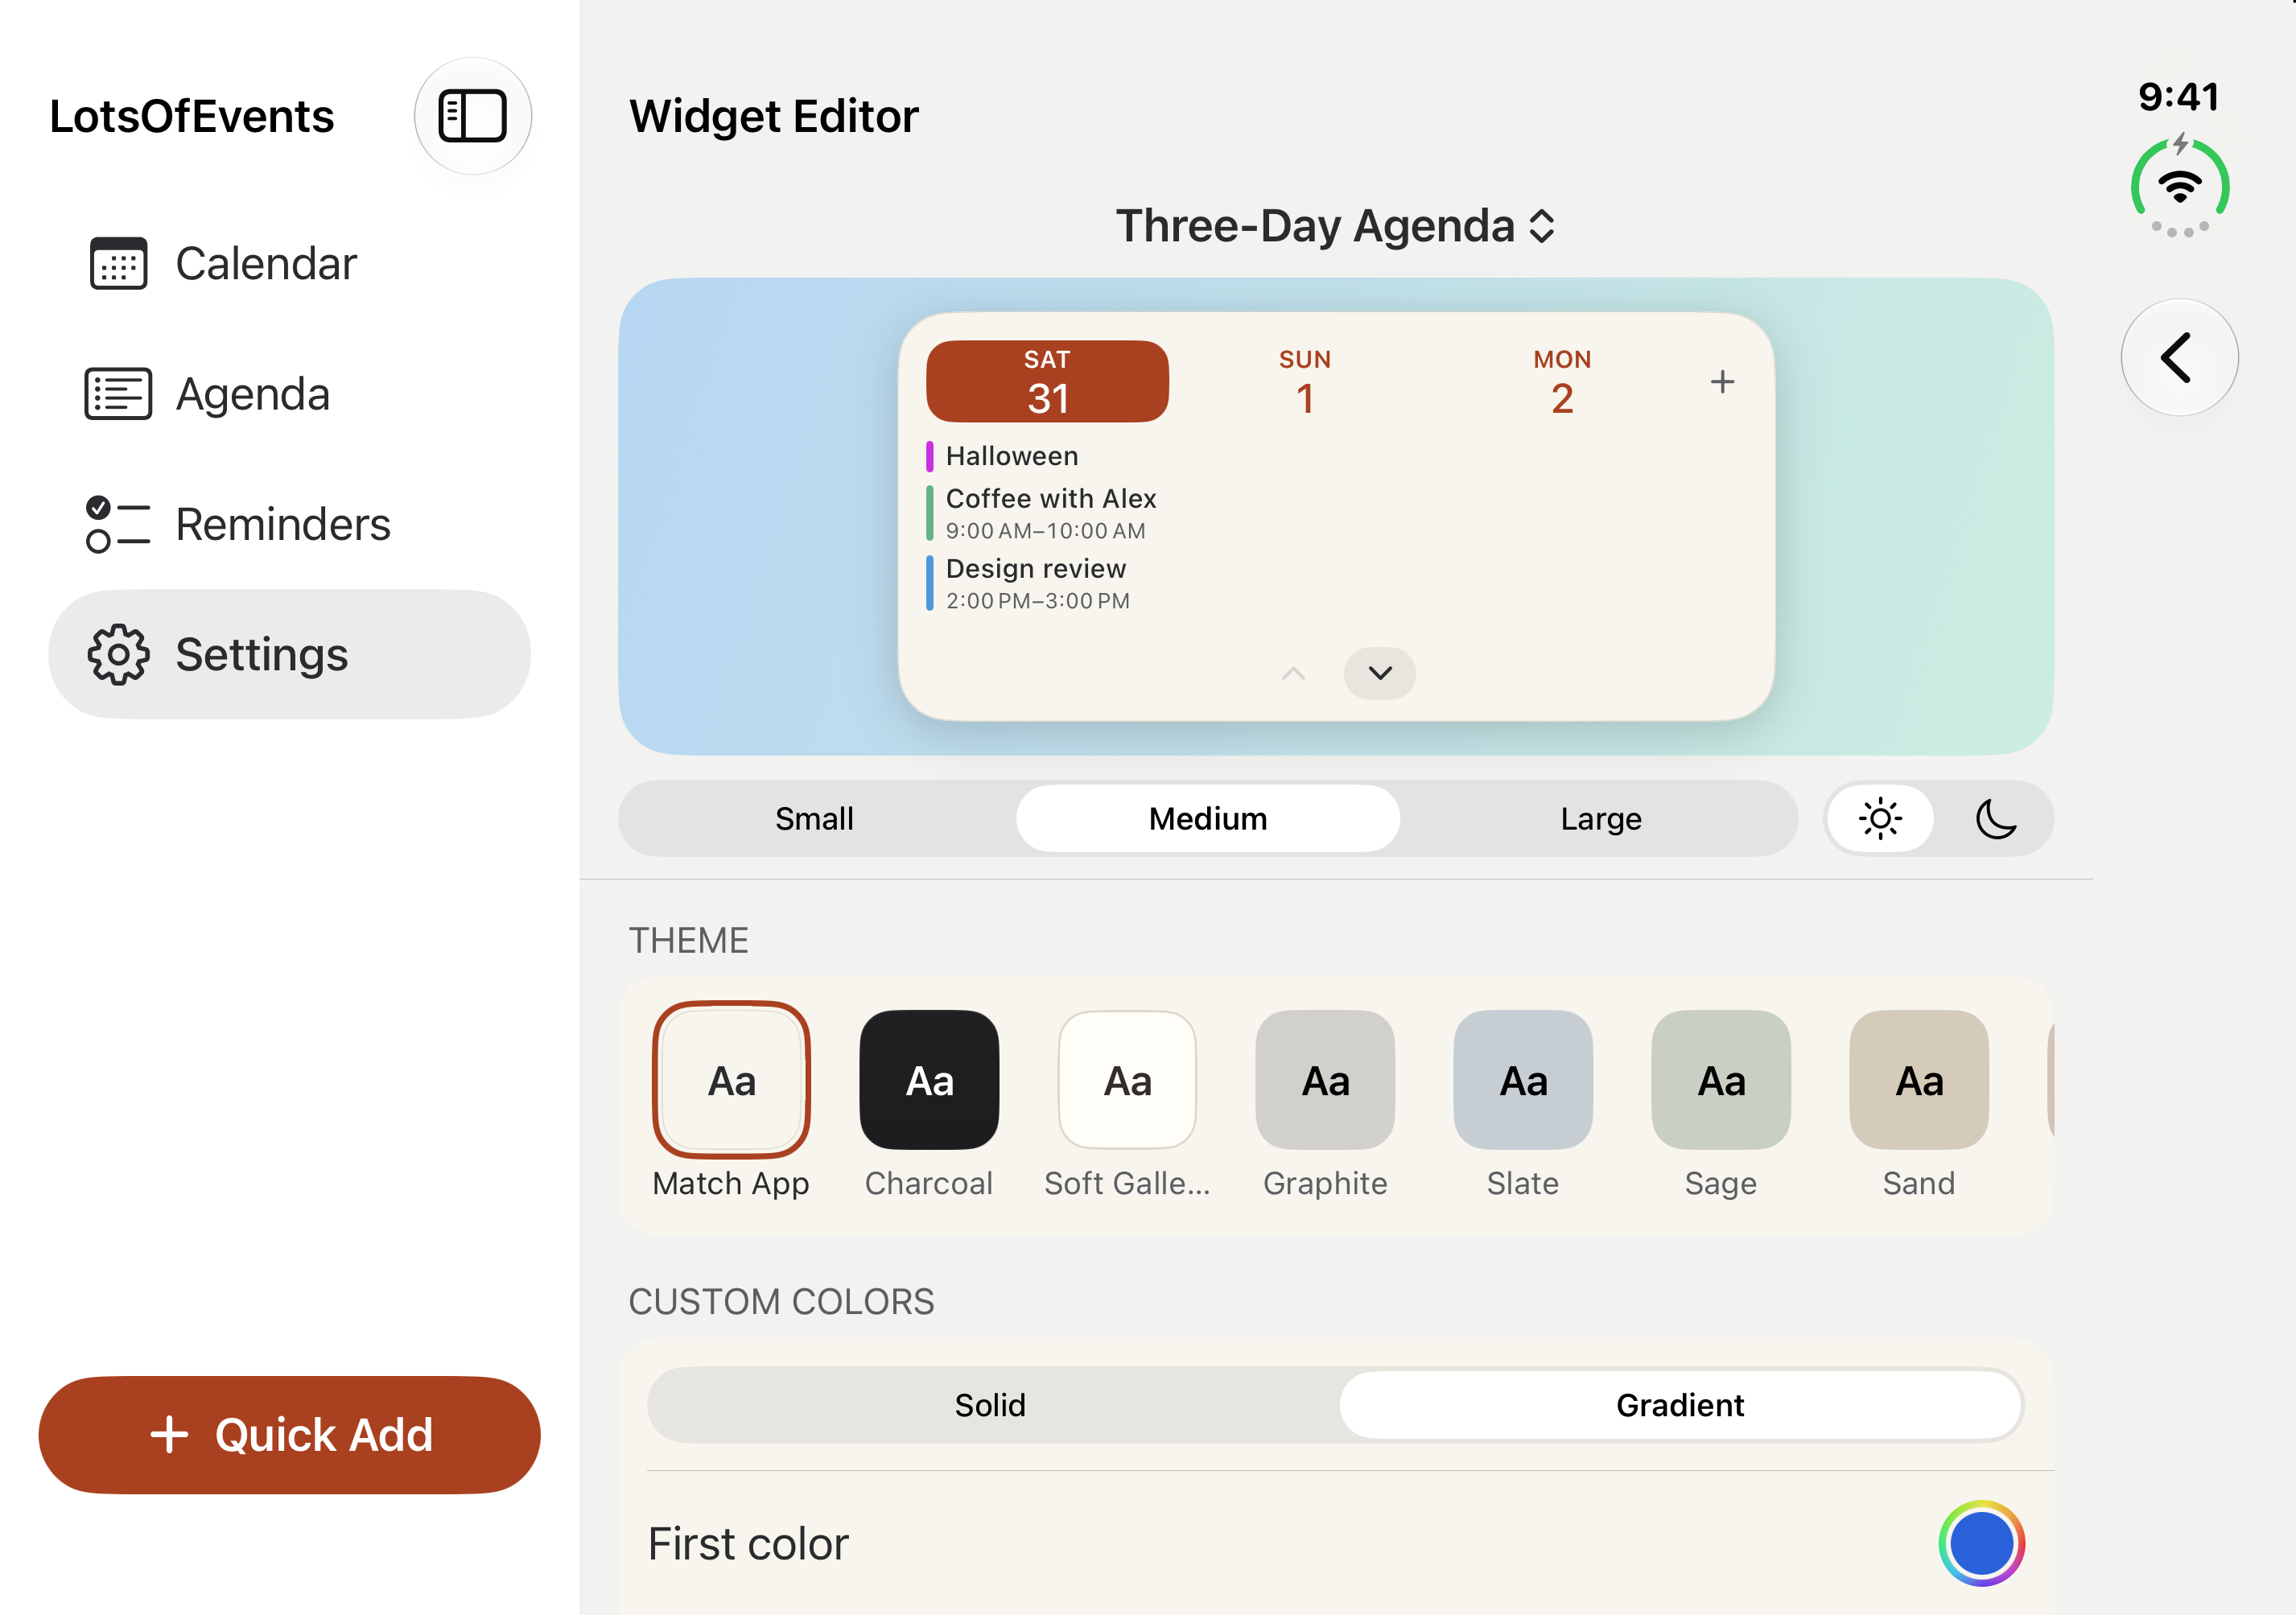 LotsOfEvents
Calendar
Agenda
Reminders
Settings
Quick Add
Widget Editor
9:41
Three-Day Agenda
SAT SUN MON
31 1 2
Halloween
Coffee with Alex
9:00 AM–10:00 AM
Design review
2:00 PM–3:00 PM
Small Medium Large
THEME
Aa Aa Aa Aa Aa Aa Aa
Match App Charcoal Soft Galle... Graphite Slate Sage Sand
CUSTOM COLORS
Solid Gradient
First color